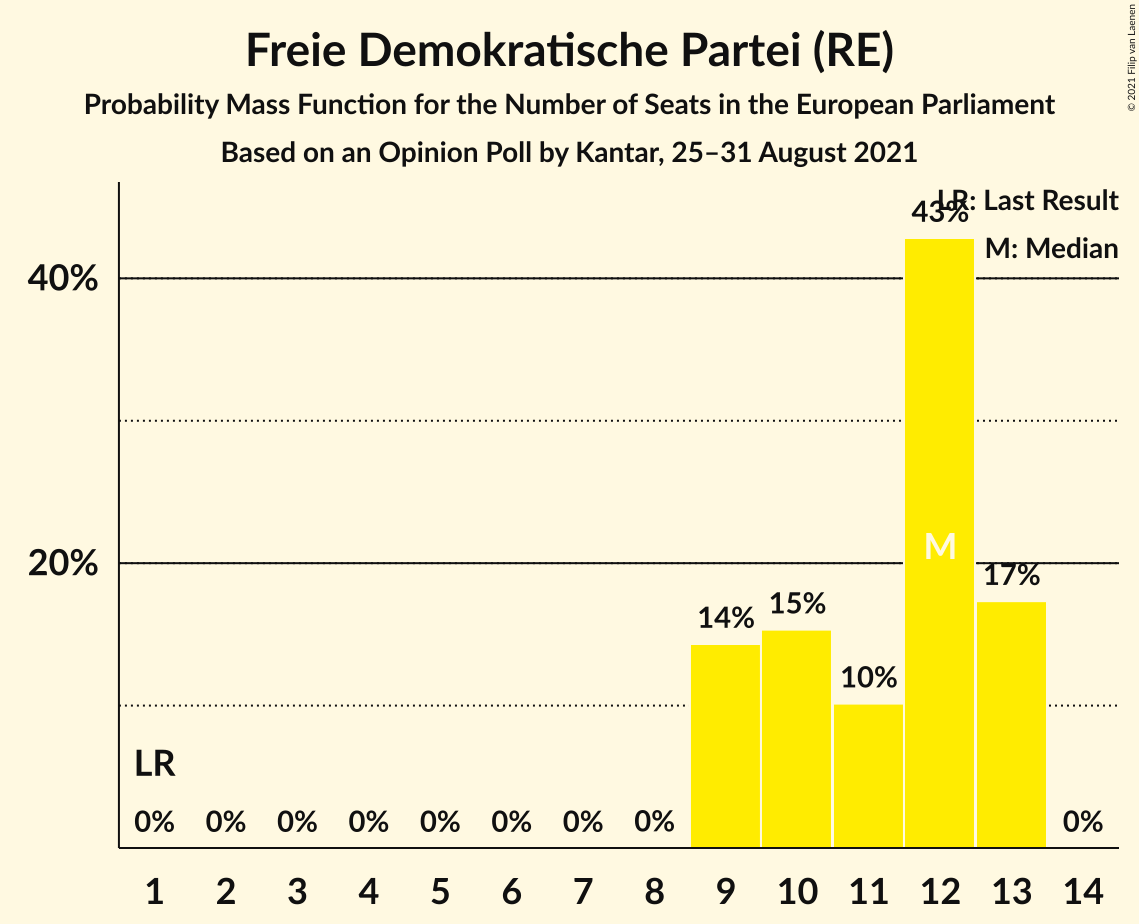 Freie Demokratische Partei (RE)
Probability Mass Function for the Number of Seats in the European Parliament
Based on an Opinion Poll by Kantar, 25–31 August 2021
© 2021 Filip van Laenen
LR: Last Result
M: Median
43%
40%
M
20%
17%
15%
14%
10%
LR
0% 0% 0% 0% 0% 0% 0% 0% 0%
1 2 3 4 5 6 7 8 9 10 11 12 13 14